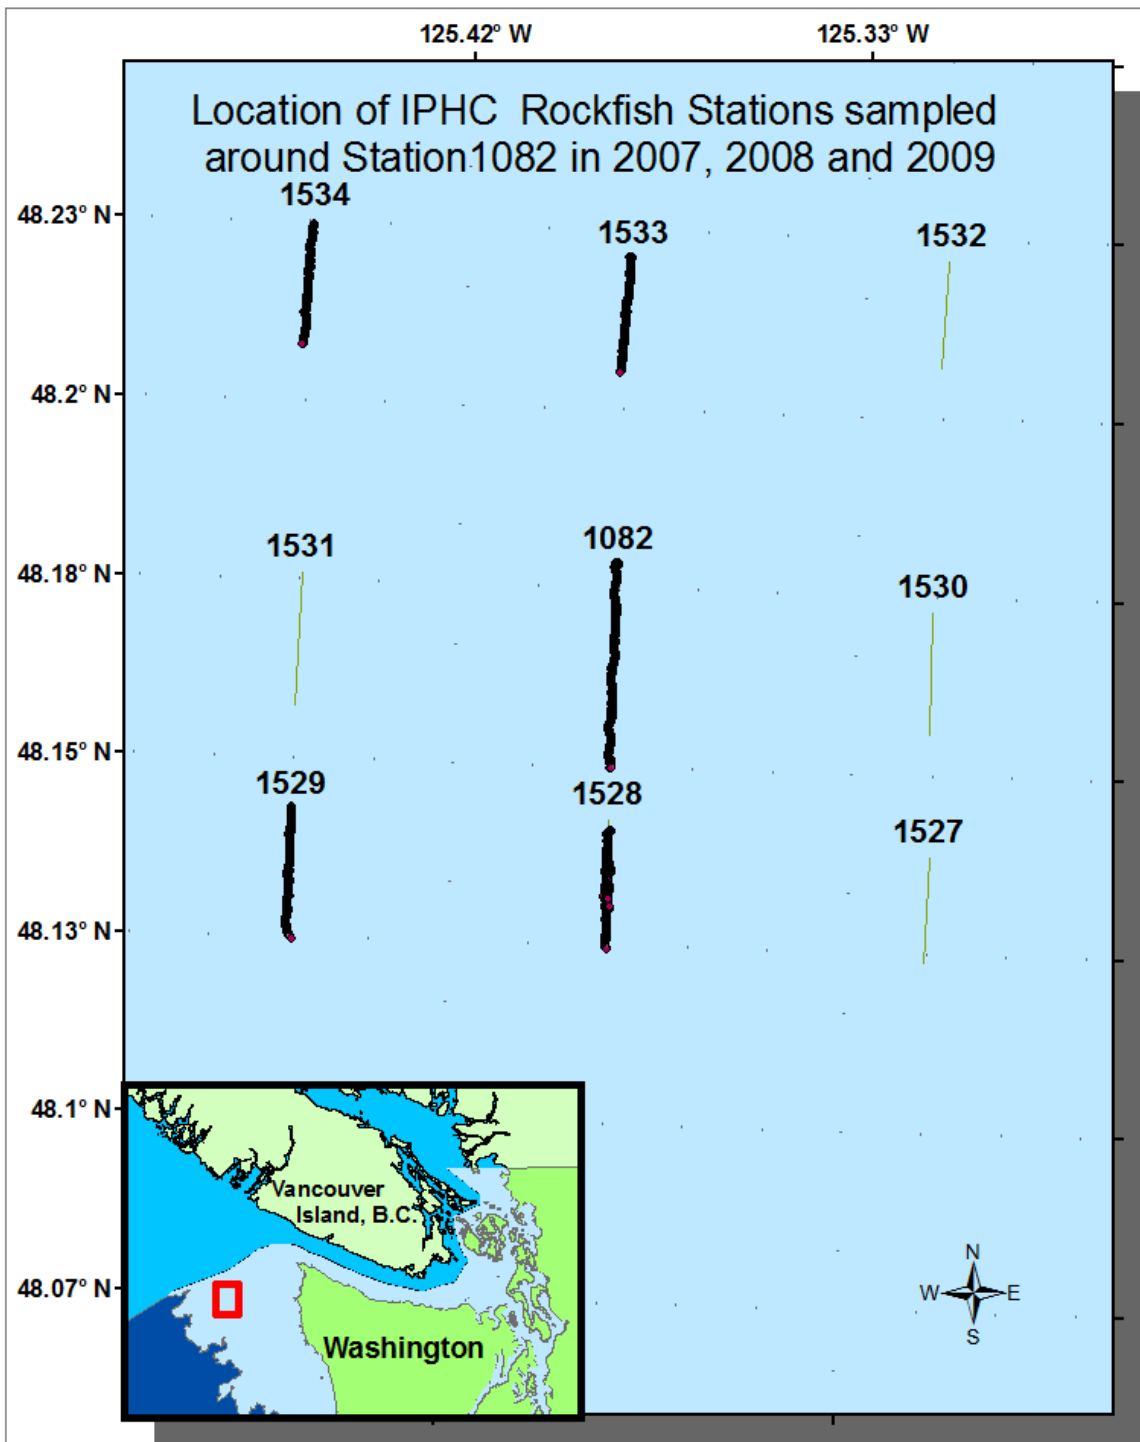 125.42° W 125.33° W
Location of IPHC Rockfish Stations sampled
around Station1082 in 2007, 2008 and 2009
1534
48.23° N
1533
1532
48.2° N
1531
1082
48.18° N
1530
48.15° N
1529
1528
1527
48.13° N
48.1° N
Vancouver
Island, B.C.
48.07° N
N
W E
S
Washington